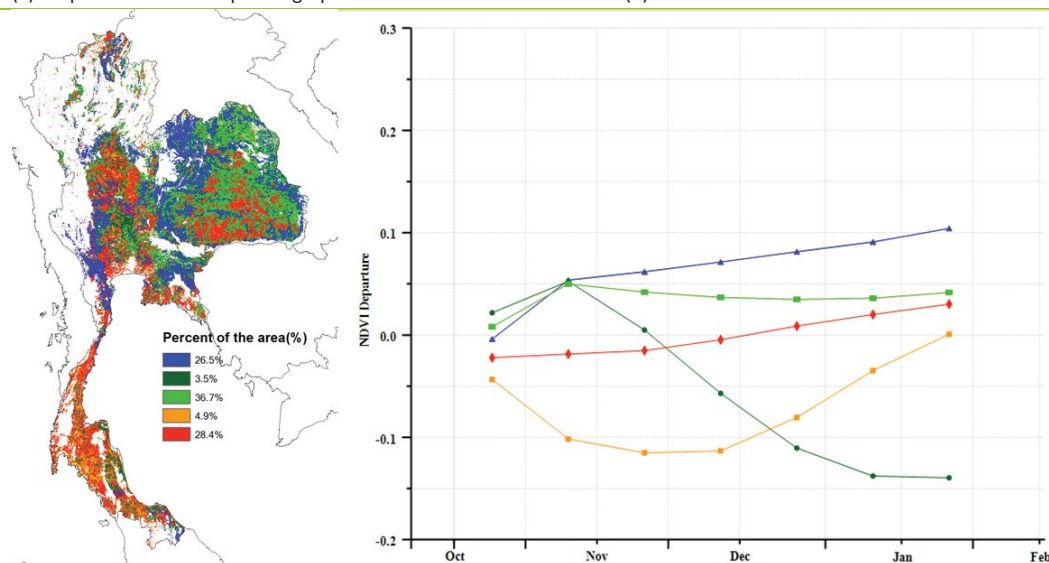 Percent of the area(%)
26.5%
3.5%
36.7%
4.9%
28.4%
NDVI Departure
0.3
0.2
0.1
0.0
-0.1
-0.2
Oct
Nov
Dec
Jan
Feb